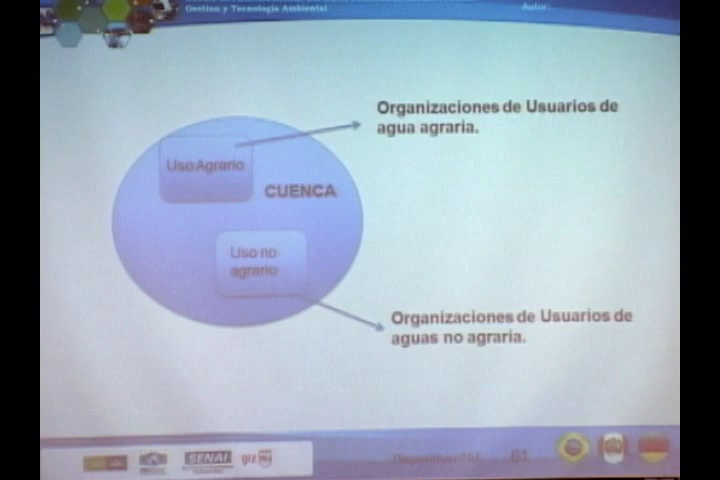 Gestion y Tecnología Ambiental
Autor:
Organizaciones de Usuarios de
agua agraria.
Uso Agrario
CUENCA
Uso no
agrario
Organizaciones de Usuarios de
aguas no agraria.
SENAI
giz
Diapositiva nº 61
61